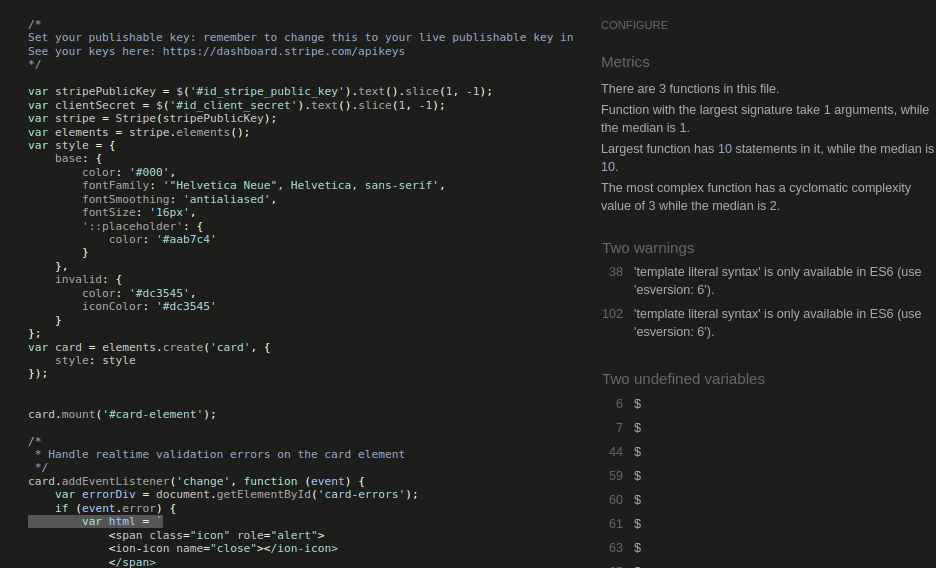 /*
Set your publishable key: remember to change this to your live publishable key in
See your keys here: https://dashboard.stripe.com/apikeys
*/
var stripePublicKey = $('#id_stripe_public_key').text().slice(1, -1);
var clientSecret = $('#id_client_secret').text().slice(1, -1);
var stripe = Stripe(stripePublicKey);
var elements = stripe.elements();
var style = {
base: {
color: '#000',
fontFamily: '"Helvetica Neue", Helvetica, sans-serif',
fontSmoothing: 'antialiased',
fontSize: '16px',
'::placeholder': {
color: '#aab7c4'
}
},
invalid: {
color: '#dc3545',
iconColor: '#dc3545'
}
};
var card = elements.create('card', {
style: style
});
card.mount('#card-element');
/*
* Handle realtime validation errors on the card element
*/
card.addEventListener('change', function (event) {
var errorDiv = document.getElementById('card-errors');
if (event.error) {
var html = `
<span class="icon" role="alert">
<ion-icon name="close"></ion-icon>
</span>
CONFIGURE
Metrics
There are 3 functions in this file.
Function with the largest signature take 1 arguments, while
the median is 1.
Largest function has 10 statements in it, while the median is
10.
The most complex function has a cyclomatic complexity
value of 3 while the median is 2.
Two warnings
38 'template literal syntax' is only available in ES6 (use
'esversion: 6').
102 'template literal syntax' is only available in ES6 (use
'esversion: 6').
Two undefined variables
6 $
7 $
44 $
59 $
60 $
61 $
63 $